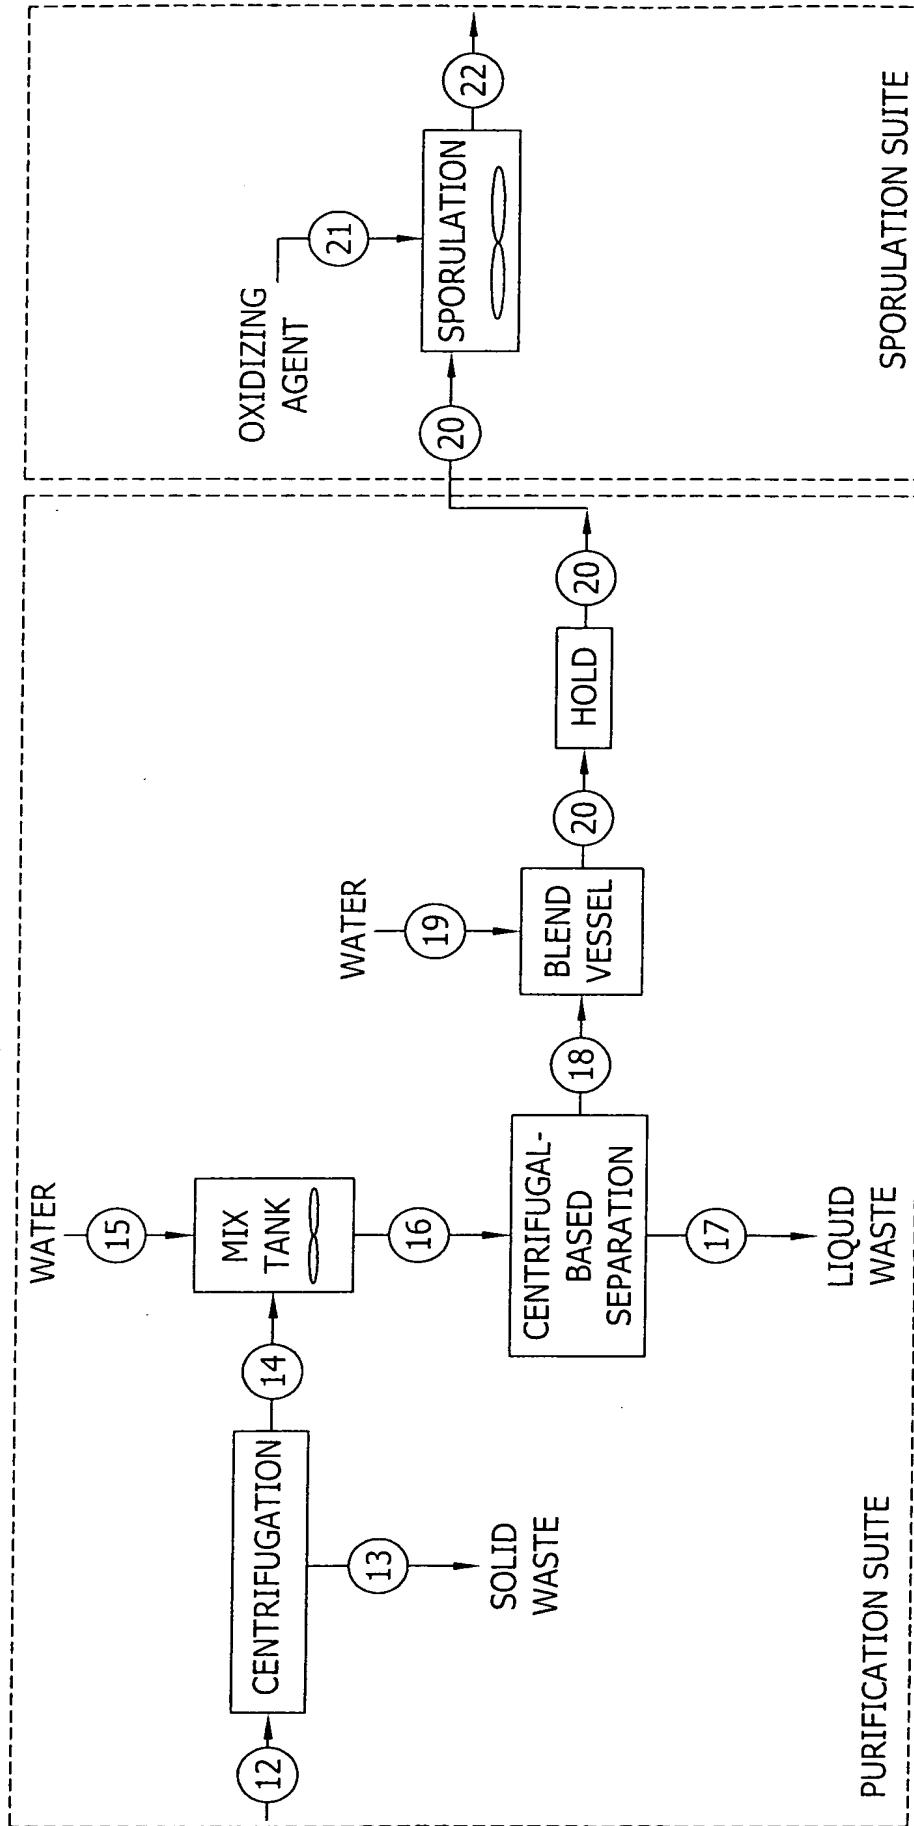 12
CENTRIFUGATION
13
SOLID
WASTE
14
WATER
15
MIX
TANK
16
CENTRIFUGAL-
BASED
SEPARATION
17
LIQUID
WASTE
18
WATER
19
BLEND
VESSEL
20
HOLD
20
PURIFICATION SUITE
20
OXIDIZING
AGENT
21
SPORULATION
22
SPORULATION SUITE